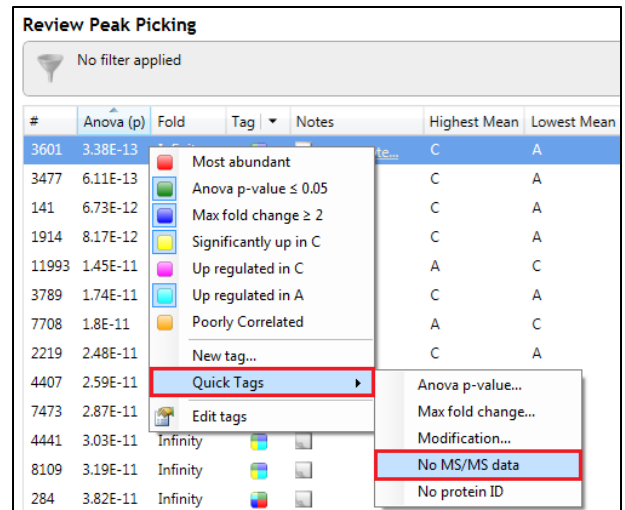 Review Peak Picking
No filter applied
# Anova (p) Fold Tag Notes Highest Mean Lowest Mean
3601 3.38E-13 te... C A
3477 6.11E-13 C A
141 6.73E-12 C A
1914 8.17E-12 C A
11993 1.45E-11 A C
3789 1.74E-11 C A
7708 1.8E-11 A C
2219 2.48E-11 C A
4407 2.59E-11
7473 2.87E-11
4441 3.03E-11 Infinity
8109 3.19E-11 Infinity
284 3.82E-11 Infinity
Most abundant
Anova p-value ≤ 0.05
Max fold change ≥ 2
Significantly up in C
Up regulated in C
Up regulated in A
Poorly Correlated
New tag...
Quick Tags
Edit tags
Anova p-value...
Max fold change...
Modification...
No MS/MS data
No protein ID